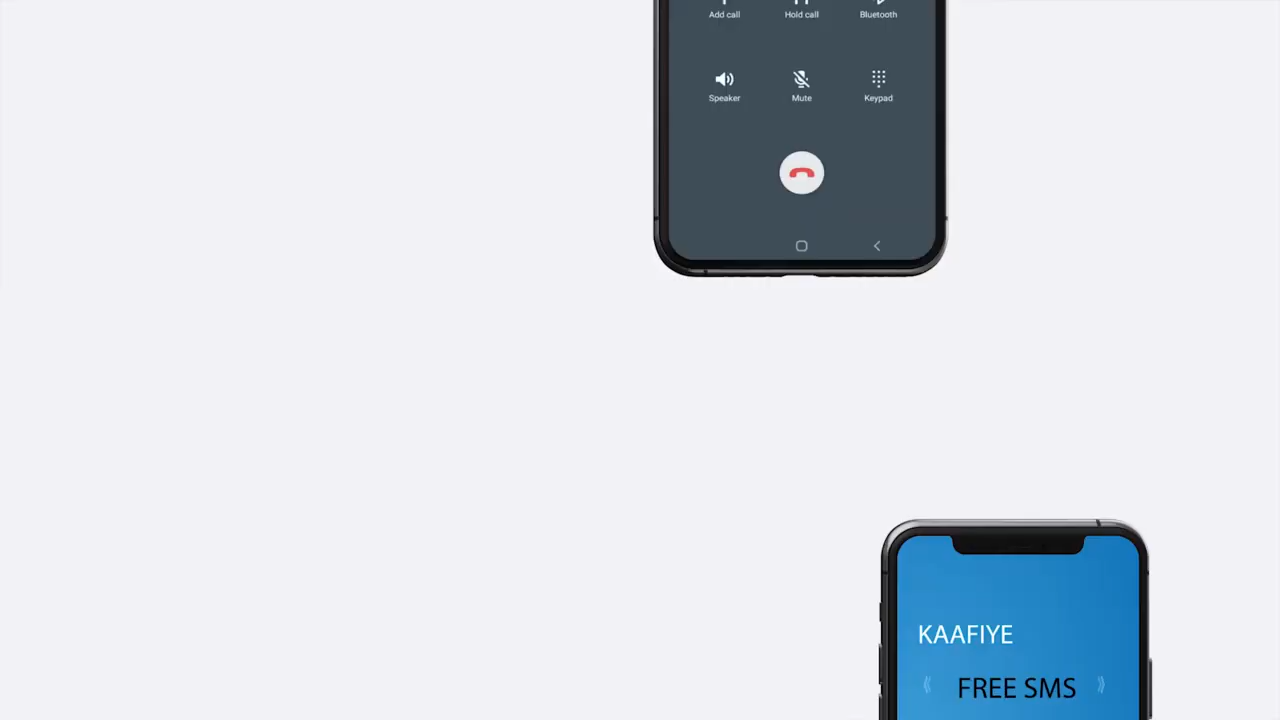 Add call Hold call Bluetooth
Speaker Mute Keypad
KAAFIYE
FREE SMS